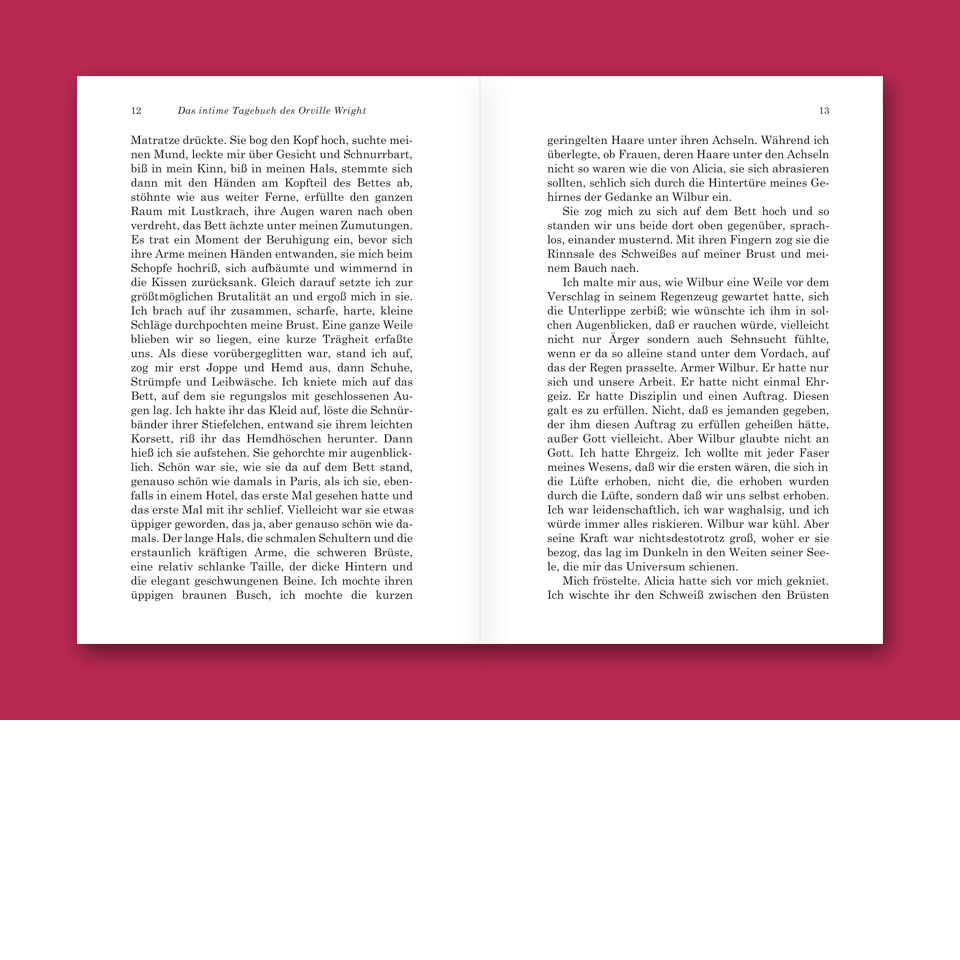 12 Das intime Tagebuch des Orville Wright
Matratze drückte. Sie bog den Kopf hoch, suchte mei-
nen Mund, leckte mir über Gesicht und Schnurrbart,
biß in mein Kinn, biß in meinen Hals, stemmte sich
dann mit den Händen am Kopfteil des Bettes ab,
stöhnte wie aus weiter Ferne, erfüllte den ganzen
Raum mit Lustkrach, ihre Augen waren nach oben
verdreht, das Bett ächzte unter meinen Zumutungen.
Es trat ein Moment der Beruhigung ein, bevor sich
ihre Arme meinen Händen entwanden, sie mich beim
Schopfe hochriß, sich aufbäumte und wimmernd in
die Kissen zurücksank. Gleich darauf setzte ich zur
größtmöglichen Brutalität an und ergoß mich in sie.
Ich brach auf ihr zusammen, scharfe, harte, kleine
Schläge durchpochten meine Brust. Eine ganze Weile
blieben wir so liegen, eine kurze Trägheit erfaßte
uns. Als diese vorübergeglitten war, stand ich auf,
zog mir erst Joppe und Hemd aus, dann Schuhe,
Strümpfe und Leibwäsche. Ich kniete mich auf das
Bett, auf dem sie regungslos mit geschlossenen Au-
gen lag. Ich hakte ihr das Kleid auf, löste die Schnür-
bänder ihrer Stiefelchen, entwand sie ihrem leichten
Korsett, riß ihr das Hemdhöschen herunter. Dann
hieß ich sie aufstehen. Sie gehorchte mir augenblick-
lich. Schön war sie, wie sie da auf dem Bett stand,
genauso schön wie damals in Paris, als ich sie, eben-
falls in einem Hotel, das erste Mal gesehen hatte und
das erste Mal mit ihr schlief. Vielleicht war sie etwas
üppiger geworden, das ja, aber genauso schön wie da-
mals. Der lange Hals, die schmalen Schultern und die
erstaunlich kräftigen Arme, die schweren Brüste,
eine relativ schlanke Taille, der dicke Hintern und
die elegant geschwungenen Beine. Ich mochte ihren
üppigen braunen Busch, ich mochte die kurzen
13
geringelten Haare unter ihren Achseln. Während ich
überlegte, ob Frauen, deren Haare unter den Achseln
nicht so waren wie die von Alicia, sie sich abrasieren
sollten, schlich sich durch die Hintertüre meines Ge-
hirnes der Gedanke an Wilbur ein.
Sie zog mich zu sich auf dem Bett hoch und so
standen wir uns beide dort oben gegenüber, sprach-
los, einander musternd. Mit ihren Fingern zog sie die
Rinnsale des Schweißes auf meiner Brust und mei-
nem Bauch nach.
Ich malte mir aus, wie Wilbur eine Weile vor dem
Verschlag in seinem Regenzeug gewartet hatte, sich
die Unterlippe zerbiß; wie wünschte ich ihm in sol-
chen Augenblicken, daß er rauchen würde, vielleicht
nicht nur Ärger sondern auch Sehnsucht fühlte,
wenn er da so alleine stand unter dem Vordach, auf
das der Regen prasselte. Armer Wilbur. Er hatte nur
sich und unsere Arbeit. Er hatte nicht einmal Ehr-
geiz. Er hatte Disziplin und einen Auftrag. Diesen
galt es zu erfüllen. Nicht, daß es jemanden gegeben,
der ihm diesen Auftrag zu erfüllen geheißen hätte,
außer Gott vielleicht. Aber Wilbur glaubte nicht an
Gott. Ich hatte Ehrgeiz. Ich wollte mit jeder Faser
meines Wesens, daß wir die ersten wären, die sich in
die Lüfte erhoben, nicht die, die erhoben wurden
durch die Lüfte, sondern daß wir uns selbst erhoben.
Ich war leidenschaftlich, ich war waghalsig, und ich
würde immer alles riskieren. Wilbur war kühl. Aber
seine Kraft war nichtsdestotrotz groß, woher er sie
bezog, das lag im Dunkeln in den Weiten seiner See-
le, die mir das Universum schienen.
Mich fröstelte. Alicia hatte sich vor mich gekniet.
Ich wischte ihr den Schweiß zwischen den Brüsten